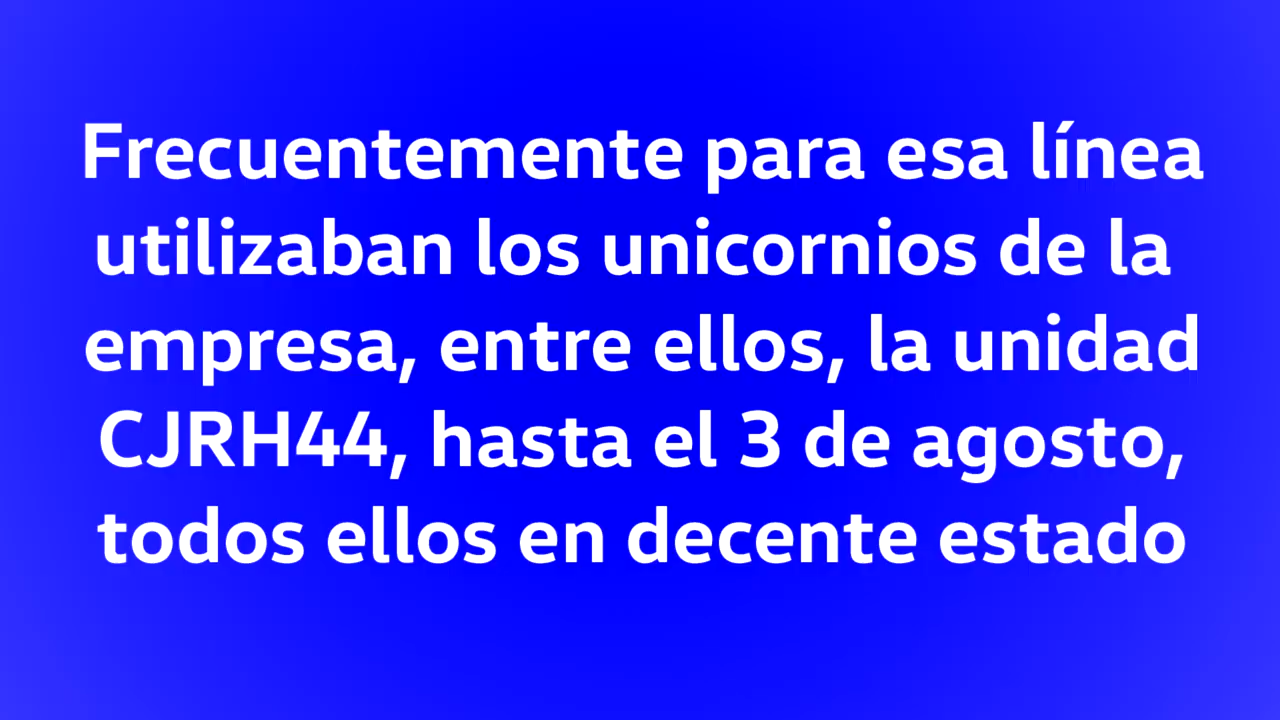 Frecuentemente para esa línea
utilizaban los unicornios de la
empresa, entre ellos, la unidad
CJRH44, hasta el 3 de agosto,
todos ellos en decente estado